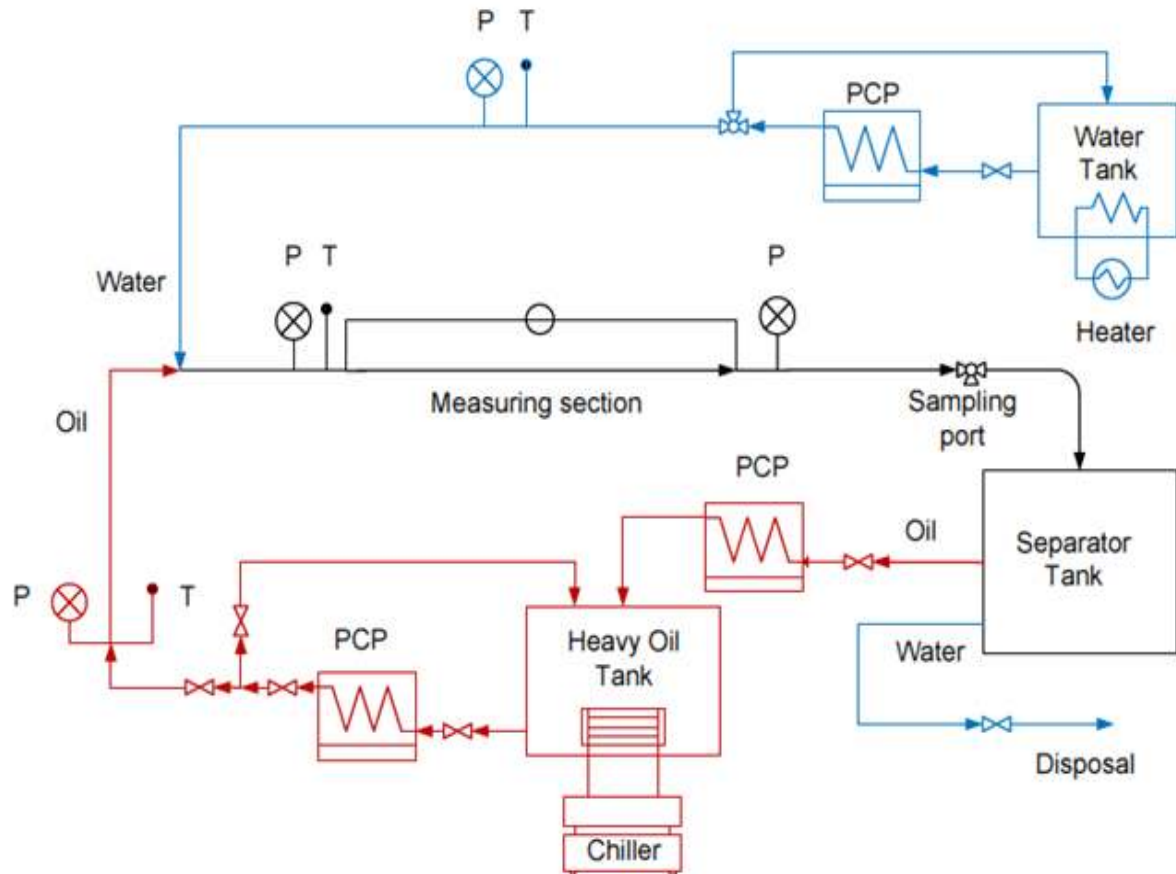 P T
PCP
Water
Tank
P T
P
Water
Heater
Measuring section
Sampling
port
Oil
PCP
Oil
Separator
Tank
P
T
PCP
Heavy Oil
Tank
Water
Disposal
Chiller